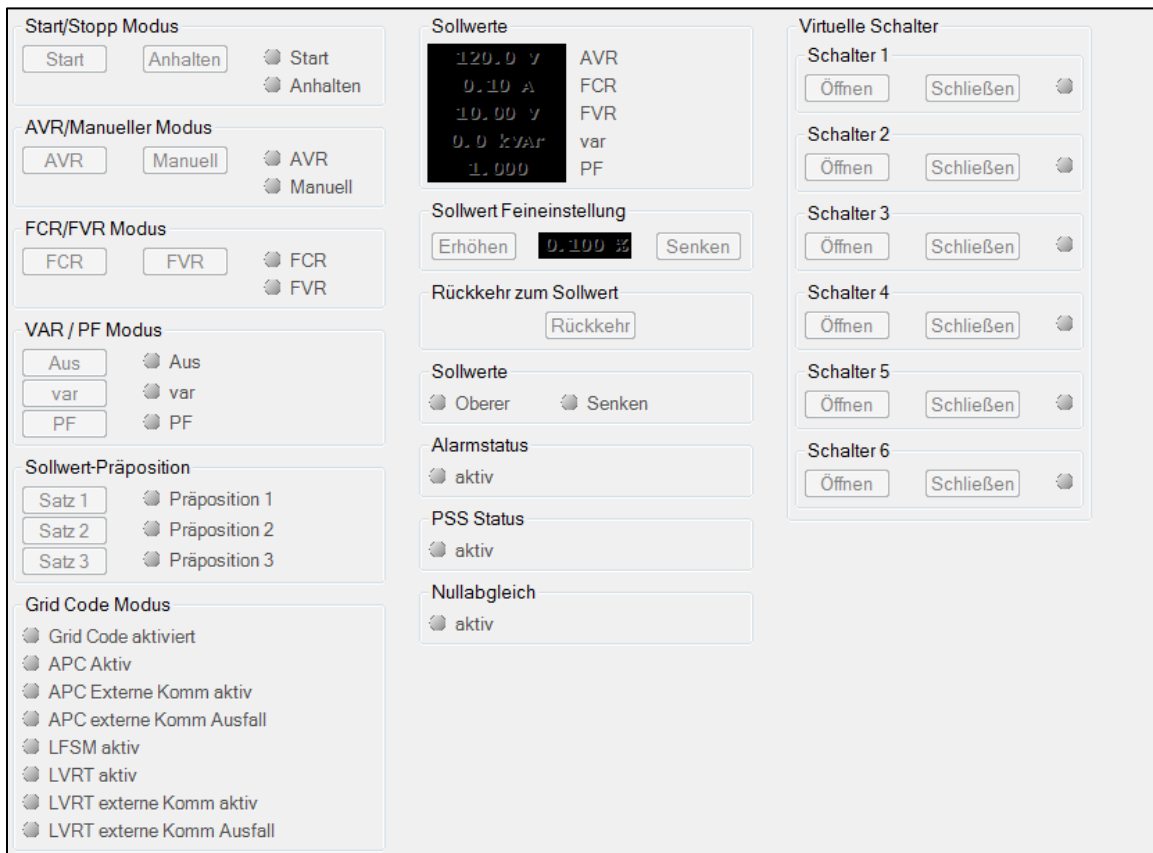 Start/Stopp Modus
Start Anhalten Start
Anhalten
AVR/Manueller Modus
AVR Manuell AVR
Manuell
FCR/FVR Modus
FCR FVR FCR
FVR
VAR / PF Modus
Aus Aus
var var
PF PF
Sollwert-Präposition
Satz 1 Präposition 1
Satz 2 Präposition 2
Satz 3 Präposition 3
Grid Code Modus
Grid Code aktiviert
APC Aktiv
APC Externe Komm aktiv
APC externe Komm Ausfall
LFSM aktiv
LVRT aktiv
LVRT externe Komm aktiv
LVRT externe Komm Ausfall
Sollwerte
120.0 V AVR
0.10 A FCR
10.00 V FVR
0.0 kVAr var
1.000 PF
Sollwert Feineinstellung
Erhöhen 0.100 % Senken
Rückkehr zum Sollwert
Rückkehr
Sollwerte
Oberer Senken
Alarmstatus
aktiv
PSS Status
aktiv
Nullabgleich
aktiv
Virtuelle Schalter
Schalter 1
Öffnen Schließen
Schalter 2
Öffnen Schließen
Schalter 3
Öffnen Schließen
Schalter 4
Öffnen Schließen
Schalter 5
Öffnen Schließen
Schalter 6
Öffnen Schließen